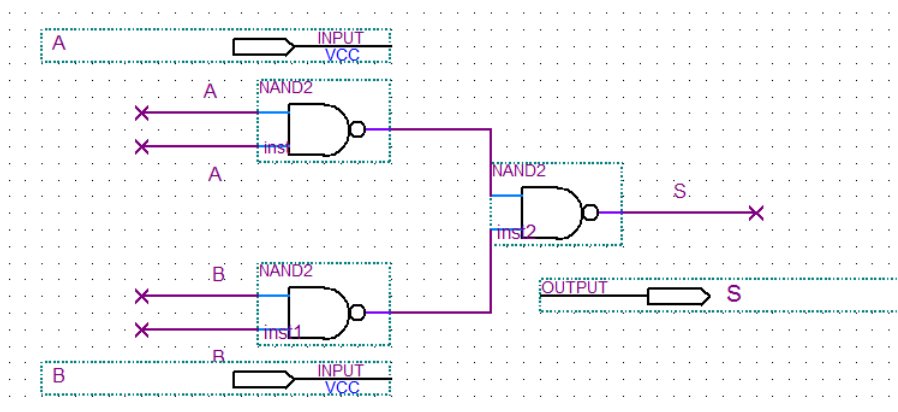 A
INPUT
VCC
NAND2
A
inst
A
NAND2
S
inst2
NAND2
B
OUTPUT
S
inst1
B
B
INPUT
VCC